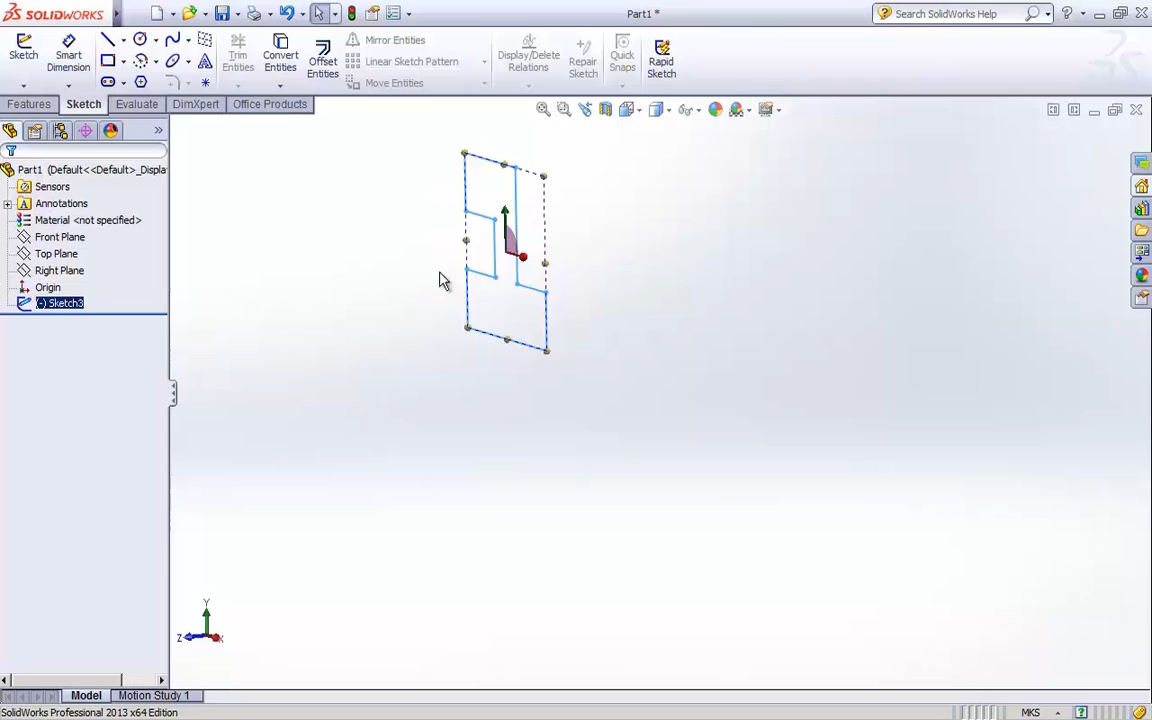 SOLIDWORKS
Part1 *
Search SolidWorks Help
Sketch
Smart Dimension
Trim Entities
Convert Entities
Offset Entities
Mirror Entities
Linear Sketch Pattern
Move Entities
Display/Delete Relations
Repair Sketch
Quick Snaps
Rapid Sketch
Features
Sketch
Evaluate
DimXpert
Office Products
Part1 (Default<<Default>_Displa
Sensors
Annotations
Material <not specified>
Front Plane
Top Plane
Right Plane
Origin
(-) Sketch3
Y
Z
X
Model
Motion Study 1
SolidWorks Professional 2013 x64 Edition
MKS